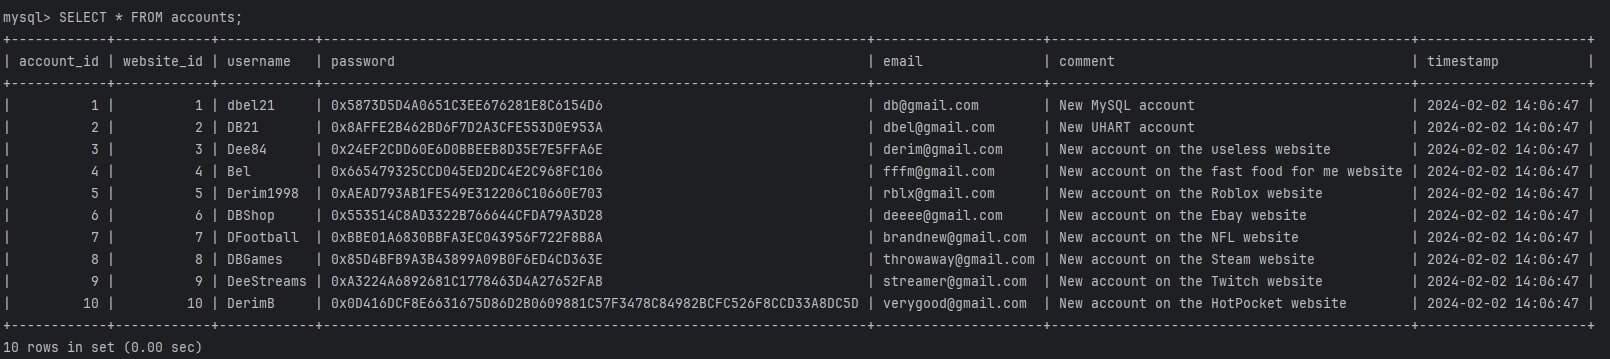 mysql> SELECT * FROM accounts;
+------------+------------+-----------+--------------------------------------------------------------------+---------------------+----------------------------------------------+---------------------+
| account_id | website_id | username  | password                                                           | email               | comment                                      | timestamp           |
+------------+------------+-----------+--------------------------------------------------------------------+---------------------+----------------------------------------------+---------------------+
|          1 |          1 | dbel21    | 0x5873D5D4A0651C3EE676281E8C6154D6                                 | db@gmail.com        | New MySQL account                            | 2024-02-02 14:06:47 |
|          2 |          2 | DB21      | 0x8AFFE2B462BD6F7D2A3CFE553D0E953A                                 | dbel@gmail.com      | New UHART account                            | 2024-02-02 14:06:47 |
|          3 |          3 | Dee84     | 0x24EF2CDD60E6D0BBEEB8D35E7E5FFA6E                                 | derim@gmail.com     | New account on the useless website           | 2024-02-02 14:06:47 |
|          4 |          4 | Bel       | 0x665479325CCD045ED2DC4E2C968FC106                                 | fffm@gmail.com      | New account on the fast food for me website | 2024-02-02 14:06:47 |
|          5 |          5 | Derim1998 | 0xAEAD793AB1FE549E312206C10660E703                                 | rblx@gmail.com      | New account on the Roblox website            | 2024-02-02 14:06:47 |
|          6 |          6 | DBShop    | 0x553514C8AD3322B766644CFDA79A3D28                                 | deeee@gmail.com     | New account on the Ebay website              | 2024-02-02 14:06:47 |
|          7 |          7 | DFootball | 0xBBE01A6830BBFA3EC043956F722F8B8A                                 | brandnew@gmail.com  | New account on the NFL website               | 2024-02-02 14:06:47 |
|          8 |          8 | DBGames   | 0x85D4BFB9A3B43899A09B0F6ED4CD363E                                 | throwaway@gmail.com | New account on the Steam website             | 2024-02-02 14:06:47 |
|          9 |          9 | DeeStreams | 0xA3224A6892681C1778463D4A27652FAB                                 | streamer@gmail.com  | New account on the Twitch website            | 2024-02-02 14:06:47 |
|         10 |         10 | DerimB    | 0x0D416DCF8E6631675D86D2B0609881C57F3478C84982BCFC526F8CCD33A8DC5D | verygood@gmail.com  | New account on the HotPocket website         | 2024-02-02 14:06:47 |
+------------+------------+-----------+--------------------------------------------------------------------+---------------------+----------------------------------------------+---------------------+
10 rows in set (0.00 sec)